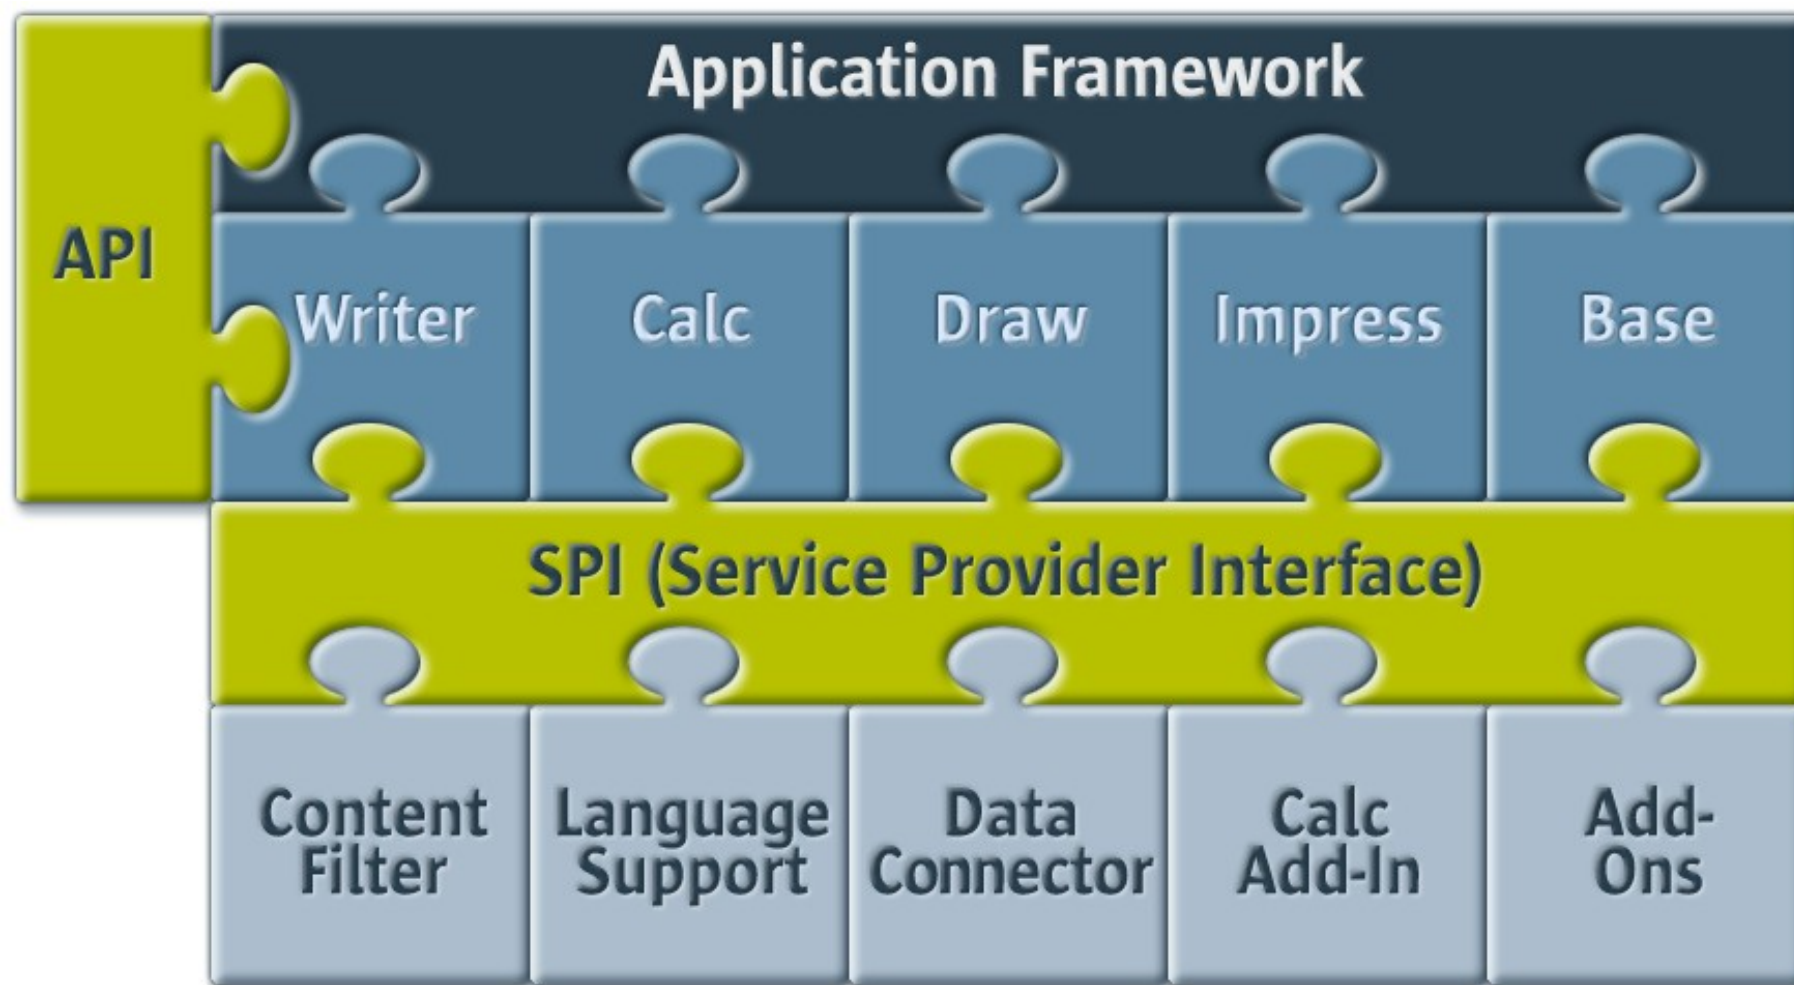 Application Framework
API
Writer
Calc
Draw
Impress
Base
SPI (Service Provider Interface)
Content
Filter
Language
Support
Data
Connector
Calc
Add-In
Add-
Ons